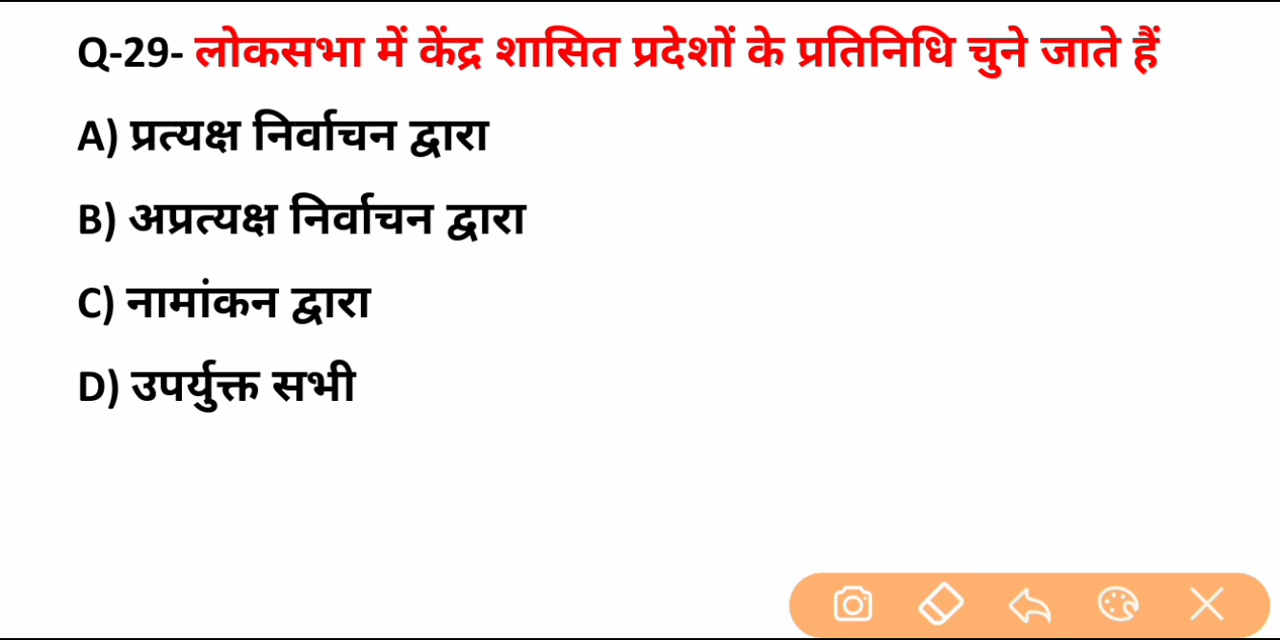 Q-29- लोकसभा में केंद्र शासित प्रदेशों के प्रतिनिधि चुने जाते हैं
A) प्रत्यक्ष निर्वाचन द्वारा
B) अप्रत्यक्ष निर्वाचन द्वारा
C) नामांकन द्वारा
D) उपर्युक्त सभी